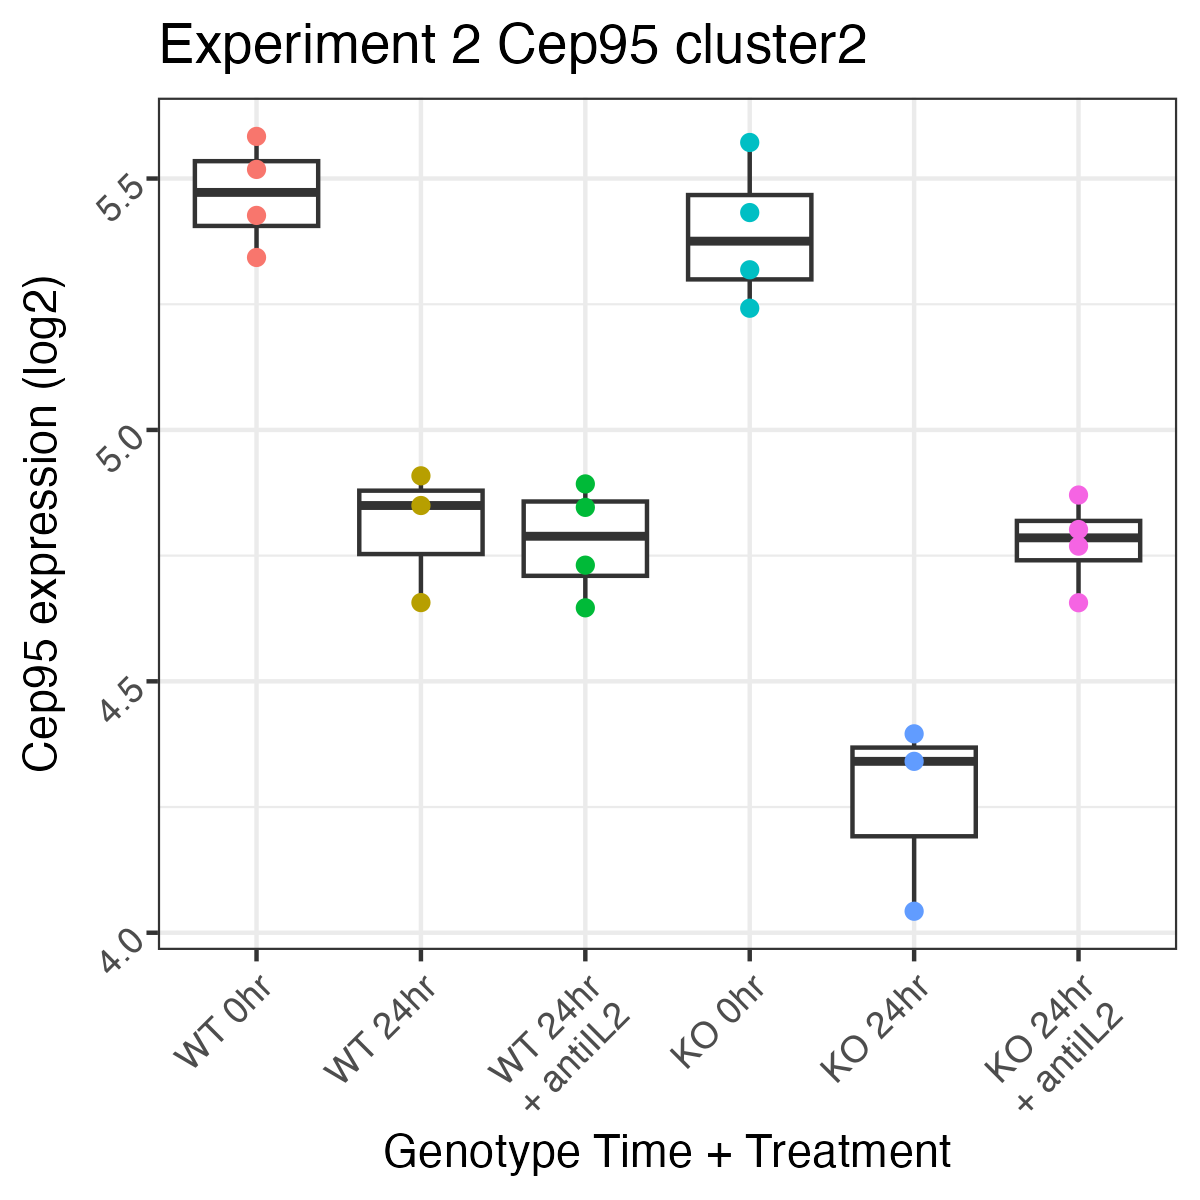 Experiment 2 Cep95 cluster2
Cep95 expression (log2)
5.5
5.0
4.5
4.0
WT 0hr
WT 24hr
WT 24hr
+ antiIL2
KO 0hr
KO 24hr
KO 24hr
+ antiIL2
Genotype Time + Treatment